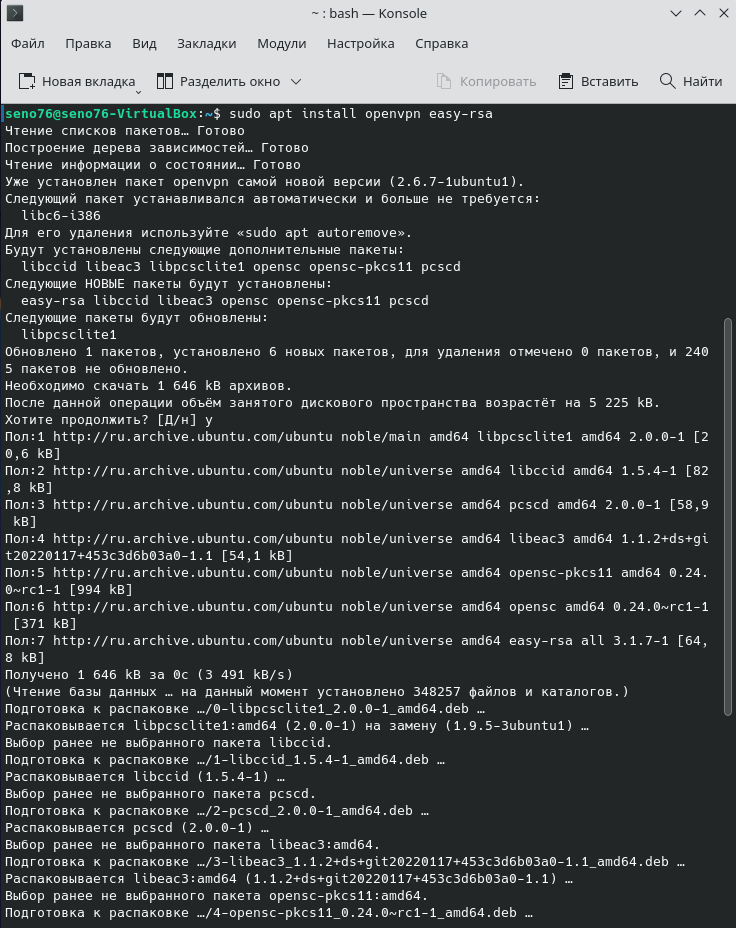 ~ : bash — Konsole
Файл Правка Вид Закладки Модули Настройка Справка
Новая вкладка Разделить окно Копировать Вставить Найти
seno76@seno76-VirtualBox:~$ sudo apt install openvpn easy-rsa
Чтение списков пакетов… Готово
Построение дерева зависимостей… Готово
Чтение информации о состоянии… Готово
Уже установлен пакет openvpn самой новой версии (2.6.7-1ubuntu1).
Следующий пакет устанавливался автоматически и больше не требуется:
libc6-i386
Для его удаления используйте «sudo apt autoremove».
Будут установлены следующие дополнительные пакеты:
libccid libeac3 libpcsclite1 opensc opensc-pkcs11 pcscd
Следующие НОВЫЕ пакеты будут установлены:
easy-rsa libccid libeac3 opensc opensc-pkcs11 pcscd
Следующие пакеты будут обновлены:
libpcsclite1
Обновлено 1 пакетов, установлено 6 новых пакетов, для удаления отмечено 0 пакетов, и 240
5 пакетов не обновлено.
Необходимо скачать 1 646 kB архивов.
После данной операции объём занятого дискового пространства возрастёт на 5 225 kB.
Хотите продолжить? [Д/н] y
Пол:1 http://ru.archive.ubuntu.com/ubuntu noble/main amd64 libpcsclite1 amd64 2.0.0-1 [2
0,6 kB]
Пол:2 http://ru.archive.ubuntu.com/ubuntu noble/universe amd64 libccid amd64 1.5.4-1 [82
,8 kB]
Пол:3 http://ru.archive.ubuntu.com/ubuntu noble/universe amd64 pcscd amd64 2.0.0-1 [58,9
kB]
Пол:4 http://ru.archive.ubuntu.com/ubuntu noble/universe amd64 libeac3 amd64 1.1.2+ds+gi
t20220117+453c3d6b03a0-1.1 [54,1 kB]
Пол:5 http://ru.archive.ubuntu.com/ubuntu noble/universe amd64 opensc-pkcs11 amd64 0.24.
0~rc1-1 [994 kB]
Пол:6 http://ru.archive.ubuntu.com/ubuntu noble/universe amd64 opensc amd64 0.24.0~rc1-1
[371 kB]
Пол:7 http://ru.archive.ubuntu.com/ubuntu noble/universe amd64 easy-rsa all 3.1.7-1 [64,
8 kB]
Получено 1 646 kB за 0с (3 491 kB/s)
(Чтение базы данных … на данный момент установлено 348257 файлов и каталогов.)
Подготовка к распаковке …/0-libpcsclite1_2.0.0-1_amd64.deb …
Распаковывается libpcsclite1:amd64 (2.0.0-1) на замену (1.9.5-3ubuntu1) …
Выбор ранее не выбранного пакета libccid.
Подготовка к распаковке …/1-libccid_1.5.4-1_amd64.deb …
Распаковывается libccid (1.5.4-1) …
Выбор ранее не выбранного пакета pcscd.
Подготовка к распаковке …/2-pcscd_2.0.0-1_amd64.deb …
Распаковывается pcscd (2.0.0-1) …
Выбор ранее не выбранного пакета libeac3:amd64.
Подготовка к распаковке …/3-libeac3_1.1.2+ds+git20220117+453c3d6b03a0-1.1_amd64.deb …
Распаковывается libeac3:amd64 (1.1.2+ds+git20220117+453c3d6b03a0-1.1) …
Выбор ранее не выбранного пакета opensc-pkcs11:amd64.
Подготовка к распаковке …/4-opensc-pkcs11_0.24.0~rc1-1_amd64.deb …